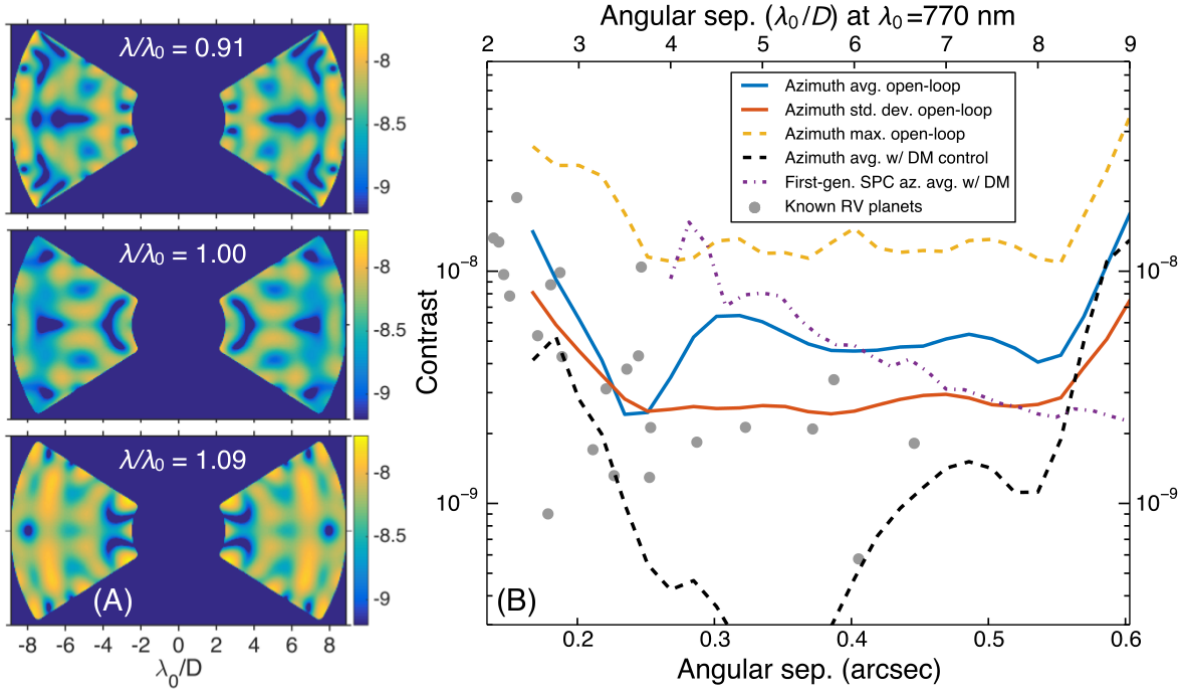 λ/λ0 = 0.91
-8
-8.5
-9
λ/λ0 = 1.00
-8
-8.5
-9
λ/λ0 = 1.09
-8
-8.5
-9
(A)
-8 -6 -4 -2 0 2 4 6 8
λ0/D
Angular sep. (λ0/D) at λ0=770 nm
2 3 4 5 6 7 8 9
Azimuth avg. open-loop
Azimuth std. dev. open-loop
Azimuth max. open-loop
Azimuth avg. w/ DM control
First-gen. SPC az. avg. w/ DM
Known RV planets
Contrast
10^-8
10^-9
10^-8
10^-9
(B)
0.2 0.3 0.4 0.5 0.6
Angular sep. (arcsec)